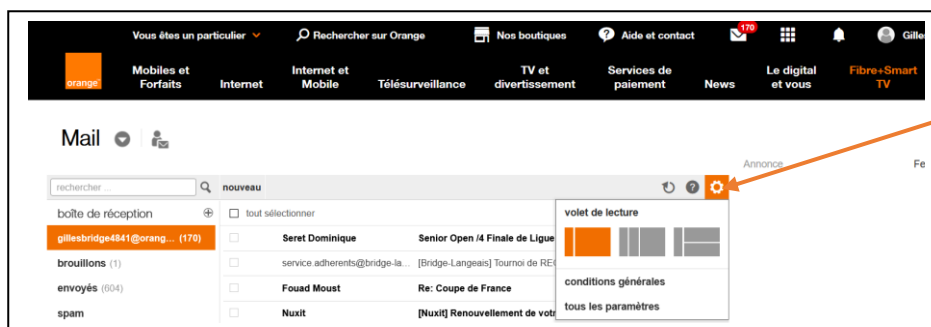 Vous êtes un particulier Rechercher sur Orange Nos boutiques ? Aide et contact 170 Gille
orange Mobiles et Forfaits Internet Internet et Mobile Télésurveillance TV et divertissement Services de paiement News Le digital et vous Fibre+Smart TV
Mail
Annonce Fe
rechercher ... nouveau ?
boîte de réception tout sélectionner volet de lecture
gillesbridge4841@orang... (170) Seret Dominique Senior Open /4 Finale de Ligue
brouillons (1) service.adherents@bridge-la... [Bridge-Langeais] Tournoi de REG
conditions générales
envoyés (604) Fouad Moust Re: Coupe de France
tous les paramètres
spam Nuxit [Nuxit] Renouvellement de votr